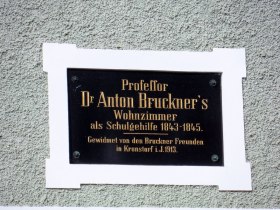 Professor
Dr Anton Bruckner's
Wohnzimmer
als Schulgehilfe 1843-1845.
Gewidmet von den Bruckner Freunden
in Kronstorf i.J. 1913.